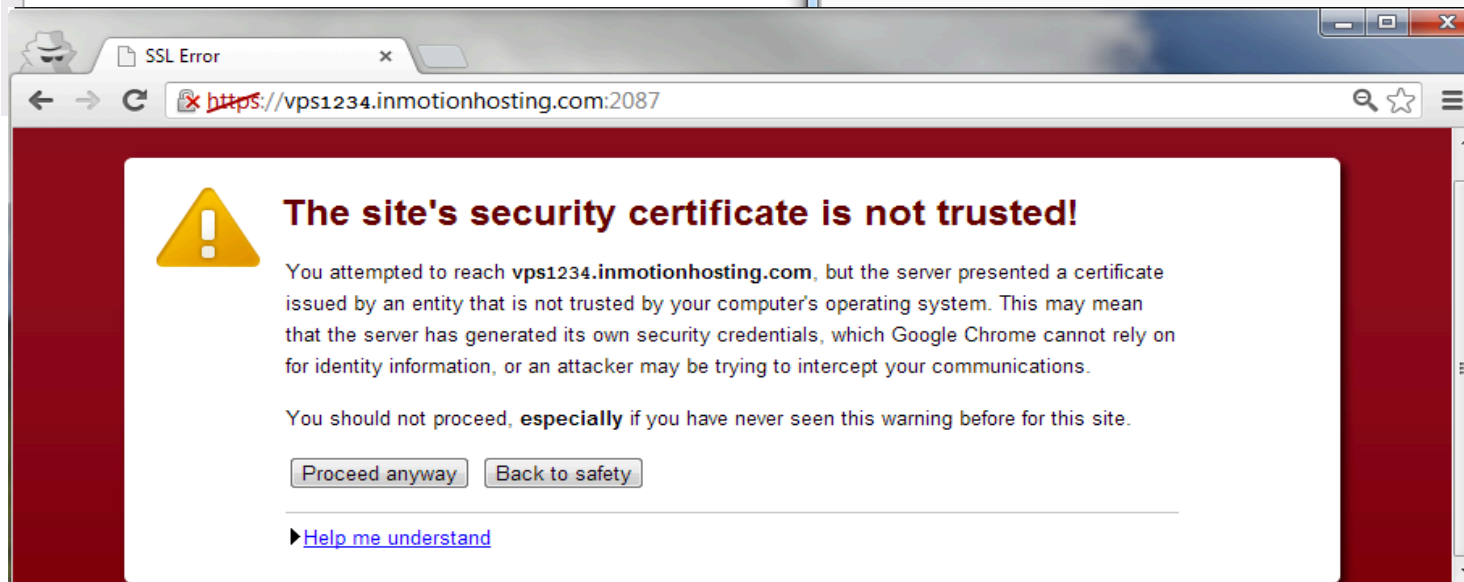 SSL Error
https://vps1234.inmotionhosting.com:2087
The site's security certificate is not trusted!
You attempted to reach vps1234.inmotionhosting.com, but the server presented a certificate
issued by an entity that is not trusted by your computer's operating system. This may mean
that the server has generated its own security credentials, which Google Chrome cannot rely on
for identity information, or an attacker may be trying to intercept your communications.
You should not proceed, especially if you have never seen this warning before for this site.
Proceed anyway Back to safety
Help me understand